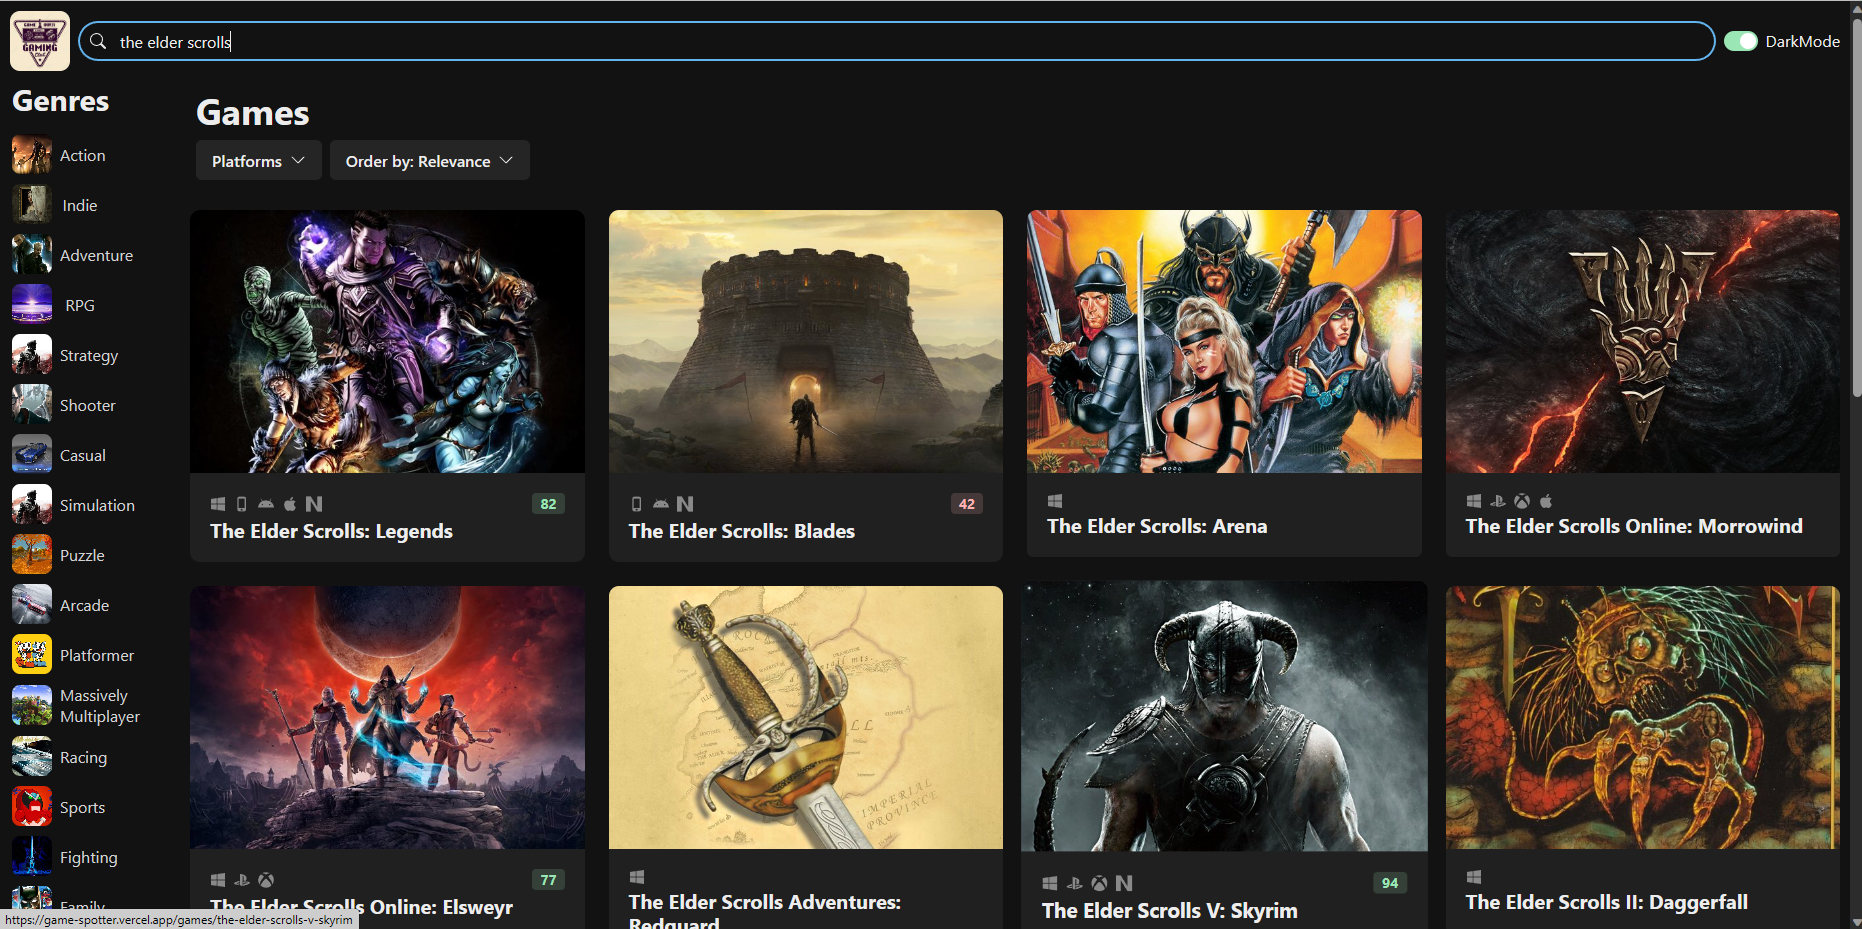 GAMING
the elder scrolls
DarkMode
Genres
Action
Indie
Adventure
RPG
Strategy
Shooter
Casual
Simulation
Puzzle
Arcade
Platformer
Massively
Multiplayer
Racing
Sports
Fighting
Family
Games
Platforms
Order by: Relevance
82
The Elder Scrolls: Legends
42
The Elder Scrolls: Blades
The Elder Scrolls: Arena
The Elder Scrolls Online: Morrowind
77
The Elder Scrolls Online: Elsweyr
IMPERIAL
PROVINCE
The Elder Scrolls Adventures:
Redguard
94
The Elder Scrolls V: Skyrim
The Elder Scrolls II: Daggerfall
https://game-spotter.vercel.app/games/the-elder-scrolls-v-skyrim